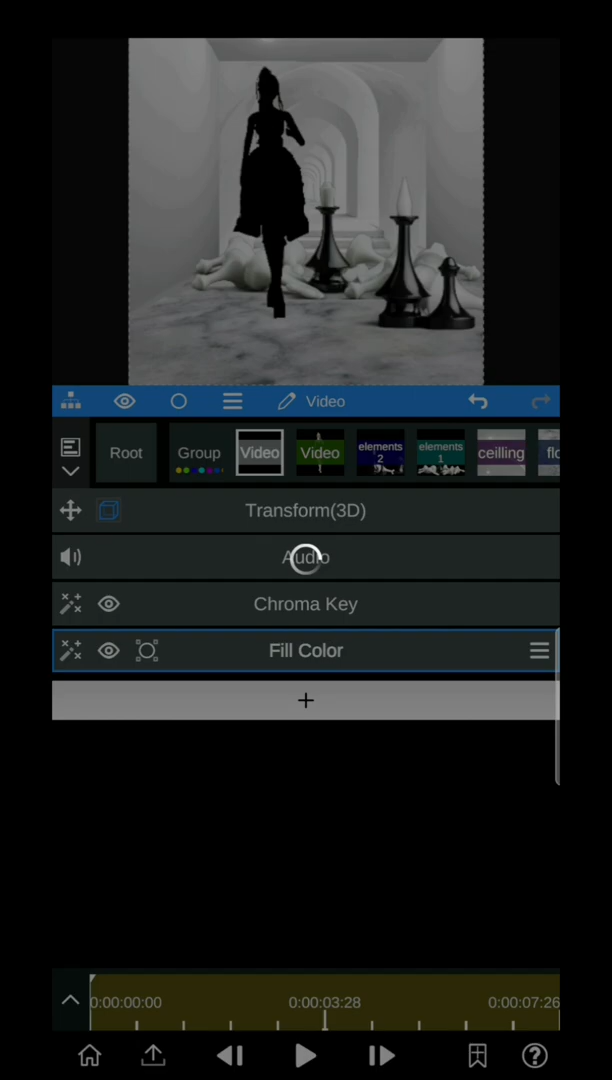 Video
Root
Group
Video
Video
elements
2
elements
1
ceilling
flo
Transform(3D)
Audio
Chroma Key
Fill Color
+
0:00:00:00
0:00:03:28
0:00:07:26
?